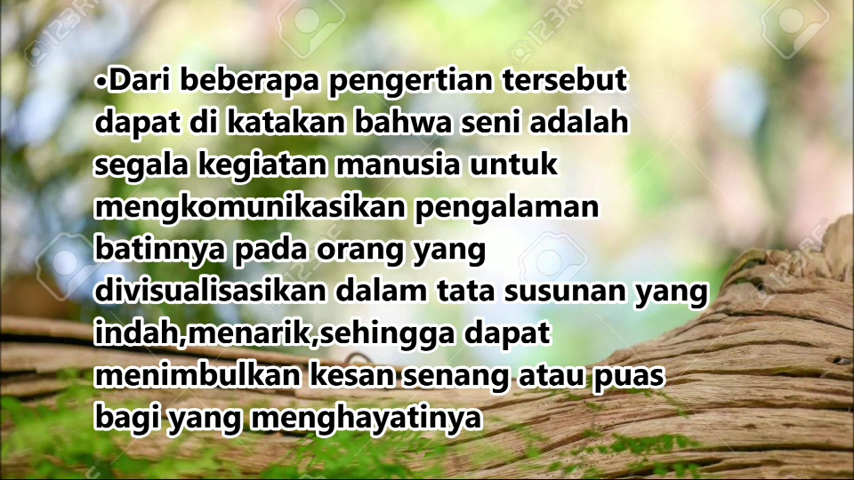 •Dari beberapa pengertian tersebut
dapat di katakan bahwa seni adalah
segala kegiatan manusia untuk
mengkomunikasikan pengalaman
batinnya pada orang yang
divisualisasikan dalam tata susunan yang
indah,menarik,sehingga dapat
menimbulkan kesan senang atau puas
bagi yang menghayatinya